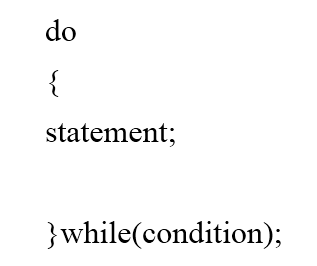 do
{
statement;
}while(condition);